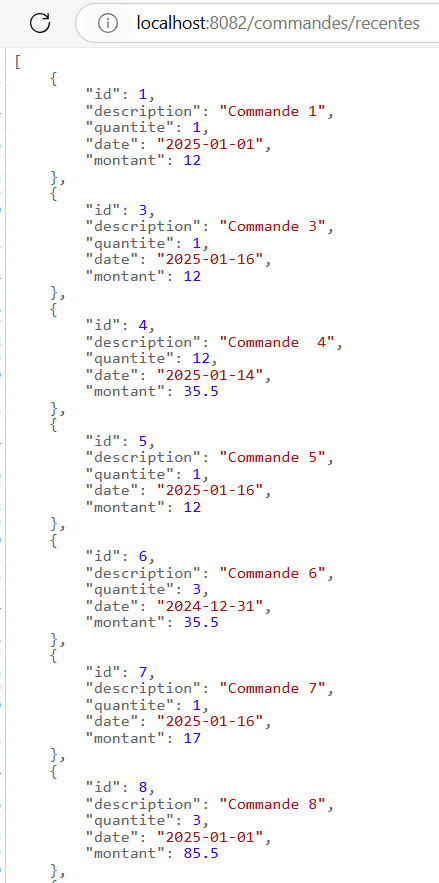 localhost:8082/commandes/recentes
[
    {
        "id": 1,
        "description": "Commande 1",
        "quantite": 1,
        "date": "2025-01-01",
        "montant": 12
    },
    {
        "id": 3,
        "description": "Commande 3",
        "quantite": 1,
        "date": "2025-01-16",
        "montant": 12
    },
    {
        "id": 4,
        "description": "Commande  4",
        "quantite": 12,
        "date": "2025-01-14",
        "montant": 35.5
    },
    {
        "id": 5,
        "description": "Commande 5",
        "quantite": 1,
        "date": "2025-01-16",
        "montant": 12
    },
    {
        "id": 6,
        "description": "Commande 6",
        "quantite": 3,
        "date": "2024-12-31",
        "montant": 35.5
    },
    {
        "id": 7,
        "description": "Commande 7",
        "quantite": 1,
        "date": "2025-01-16",
        "montant": 17
    },
    {
        "id": 8,
        "description": "Commande 8",
        "quantite": 3,
        "date": "2025-01-01",
        "montant": 85.5
    },